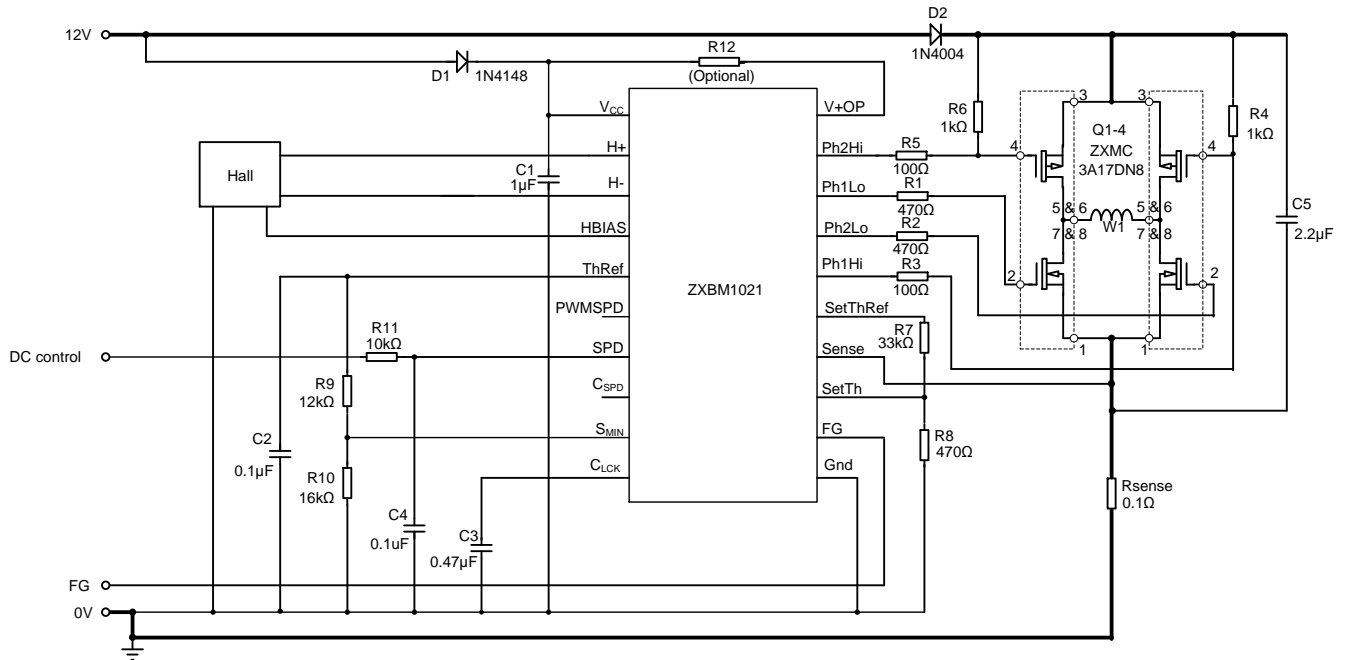 D2
12V
1N4004
R12
D1
1N4148
(Optional)
VCC
V+OP
R6
1kΩ
3
3
R4
1kΩ
Q1-4
ZXMC
3A17DN8
H+
Ph2Hi
R5
100Ω
4
4
Hall
C1
1µF
H-
Ph1Lo
R1
470Ω
5 & 6
7 & 8
W1
5 & 6
7 & 8
C5
2.2µF
HBIAS
Ph2Lo
R2
470Ω
ThRef
Ph1Hi
R3
100Ω
2
2
ZXBM1021
PWMSPD
SetThRef
R7
33kΩ
R11
10kΩ
DC control
SPD
Sense
1
1
R9
12kΩ
CSPD
SetTh
C2
0.1µF
SMIN
FG
R8
470Ω
R10
16kΩ
CLCK
Gnd
Rsense
0.1Ω
C4
0.1uF
C3
0.47µF
FG
0V